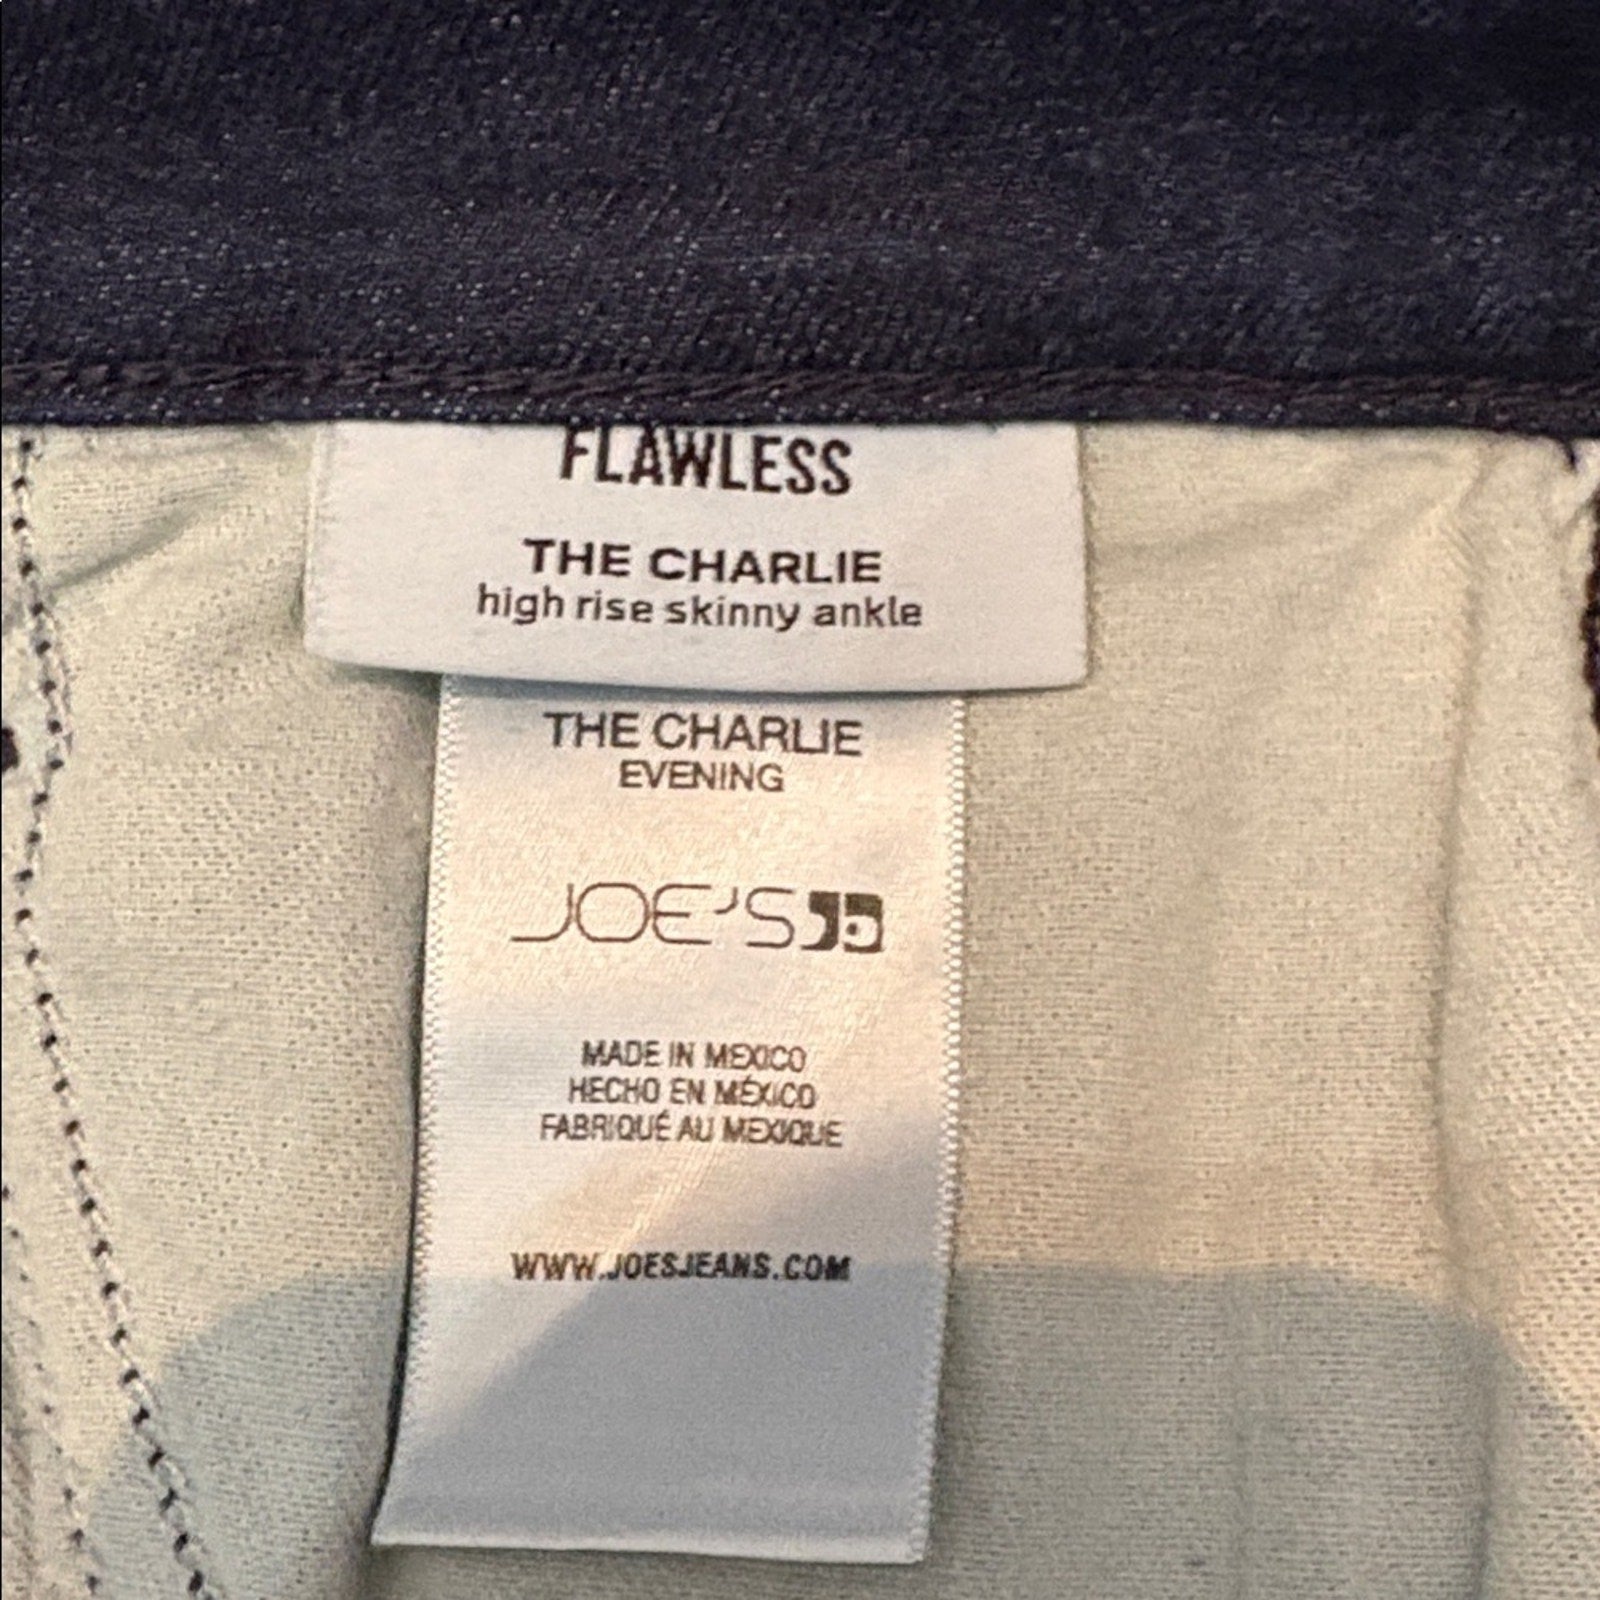 FLAWLESS
THE CHARLIE
high rise skinny ankle
THE CHARLIE
EVENING
JOE'S
MADE IN MEXICO
HECHO EN MÉXICO
FABRIQUÉ AU MEXIQUE
WWW.JOESJEANS.COM